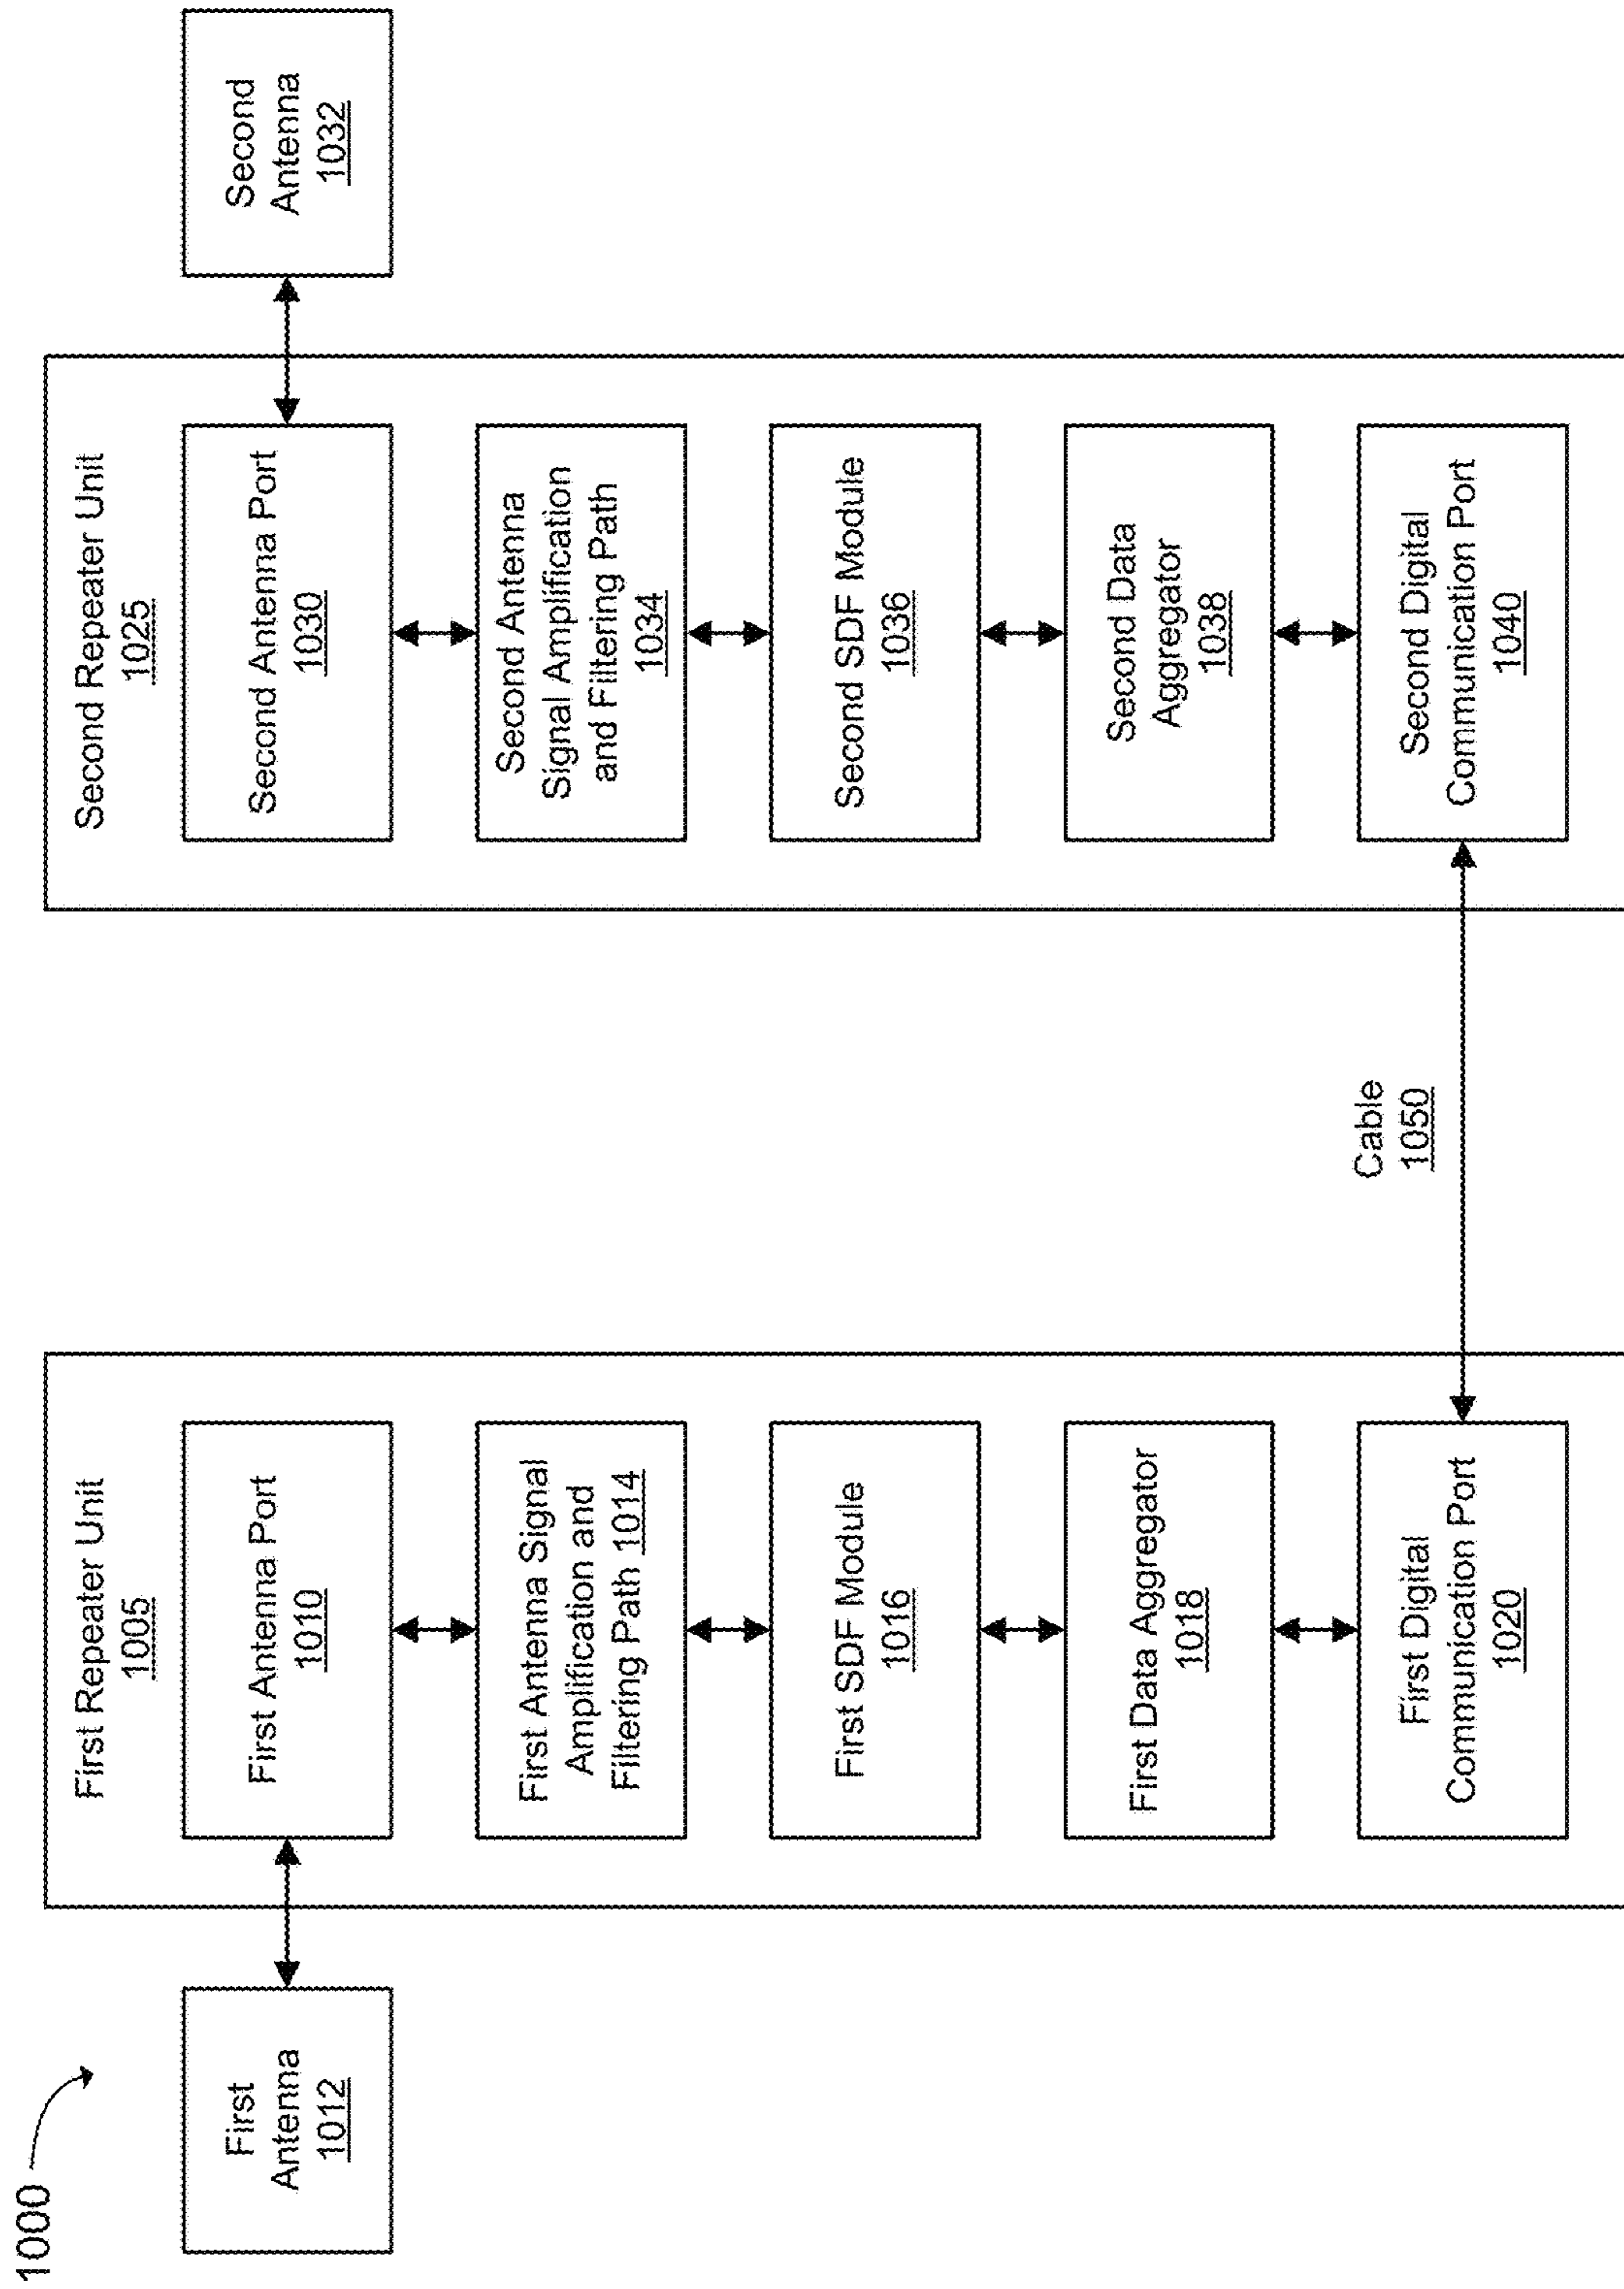 1000
First
Antenna
1012
First Repeater Unit
1005
First Antenna Port
1010
First Antenna Signal
Amplification and
Filtering Path 1014
First SDF Module
1016
First Data Aggregator
1018
First Digital
Communication Port
1020
Cable
1050
Second Repeater Unit
1025
Second Antenna Port
1030
Second Antenna
Signal Amplification
and Filtering Path
1034
Second SDF Module
1036
Second Data
Aggregator
1038
Second Digital
Communication Port
1040
Second
Antenna
1032